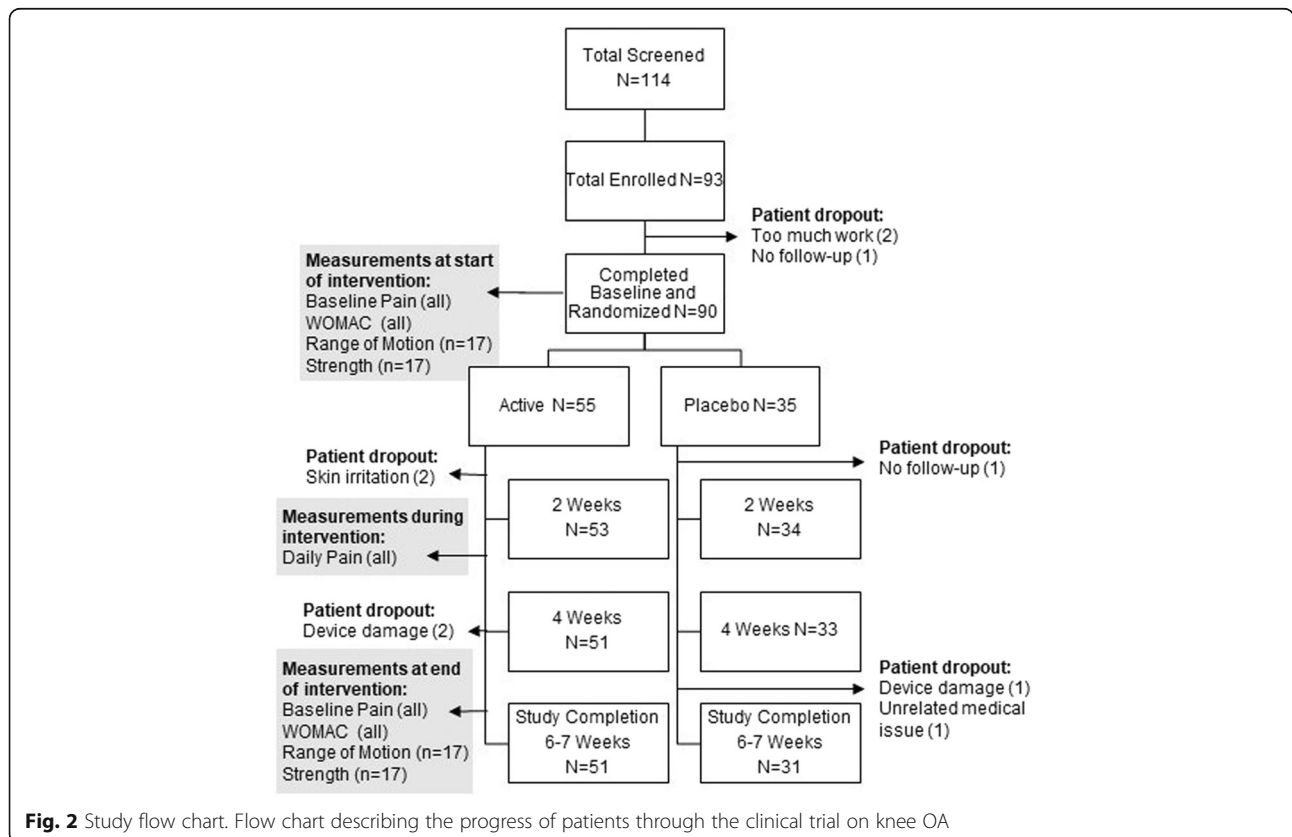 Total Screened
N=114
Total Enrolled N=93
Patient dropout:
Too much work (2)
No follow-up (1)
Measurements at start
of intervention:
Baseline Pain (all)
WOMAC (all)
Range of Motion (n=17)
Strength (n=17)
Completed
Baseline and
Randomized N=90
Active N=55
Placebo N=35
Patient dropout:
Skin irritation (2)
Patient dropout:
No follow-up (1)
2 Weeks
N=53
2 Weeks
N=34
Measurements during
intervention:
Daily Pain (all)
Patient dropout:
Device damage (2)
4 Weeks
N=51
4 Weeks N=33
Patient dropout:
Device damage (1)
Unrelated medical
issue (1)
Measurements at end
of intervention:
Baseline Pain (all)
WOMAC (all)
Range of Motion (n=17)
Strength (n=17)
Study Completion
6-7 Weeks
N=51
Study Completion
6-7 Weeks
N=31
Fig. 2 Study flow chart. Flow chart describing the progress of patients through the clinical trial on knee OA